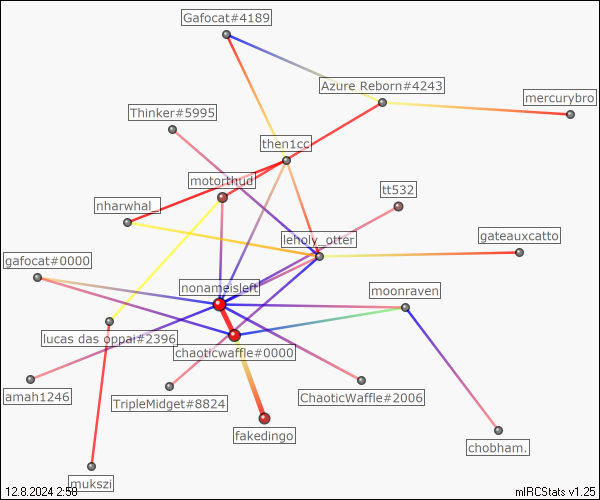 Gafocat#4189
Azure Reborn#4243
mercurybro
Thinker#5995
then1cc
motorthud
tt532
nharwhal_
leholy_otter
gateauxcatto
gafocat#0000
nonameisleft
moonraven
lucas das oppai#2396
chaoticwaffle#0000
amah1246
TripleMidget#8824
ChaoticWaffle#2006
fakedingo
chobham.
mukszi
12.8.2024 2:58
mIRCStats v1.25